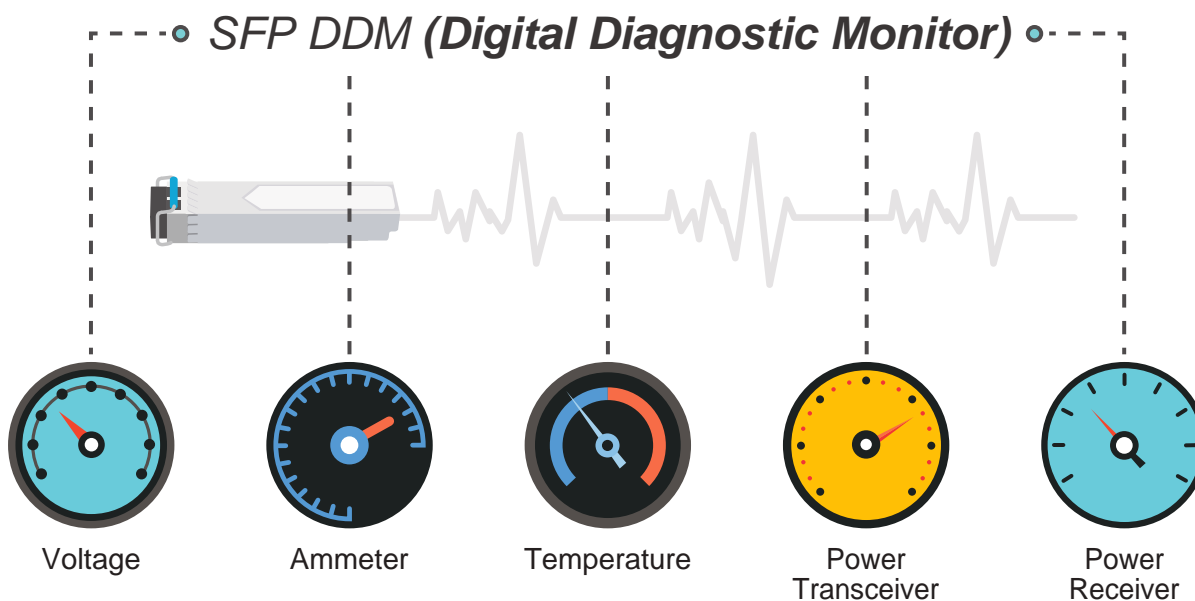 SFP DDM (Digital Diagnostic Monitor)
Voltage
Ammeter
Temperature
Power
Transceiver
Power
Receiver